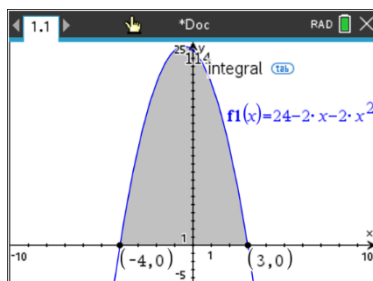 1.1 *Doc RAD
25 y
114
integral tab
f1(x)=24-2·x-2·x²
1
x
-10 (-4,0) 1 (3,0) 10
-5